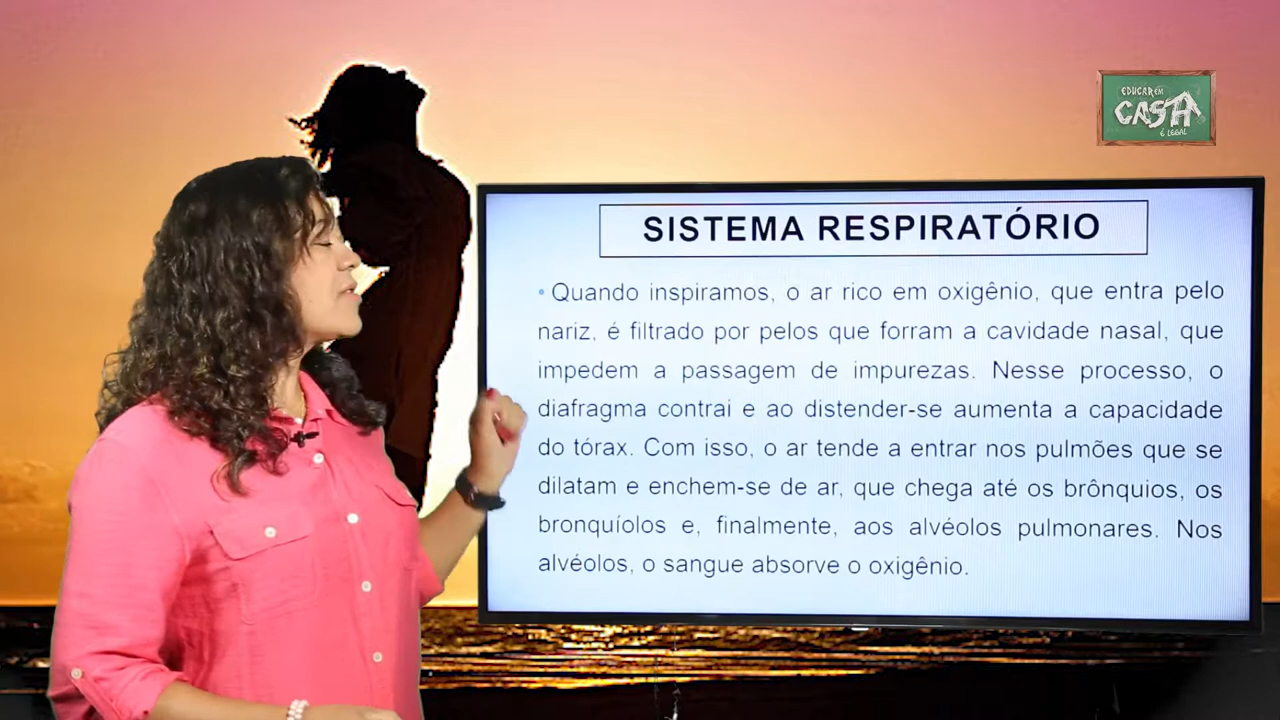 EDUCAR EM
CASA
É LEGAL
SISTEMA RESPIRATÓRIO
• Quando inspiramos, o ar rico em oxigênio, que entra pelo
nariz, é filtrado por pelos que forram a cavidade nasal, que
impedem a passagem de impurezas. Nesse processo, o
diafragma contrai e ao distender-se aumenta a capacidade
do tórax. Com isso, o ar tende a entrar nos pulmões que se
dilatam e enchem-se de ar, que chega até os brônquios, os
bronquíolos e, finalmente, aos alvéolos pulmonares. Nos
alvéolos, o sangue absorve o oxigênio.